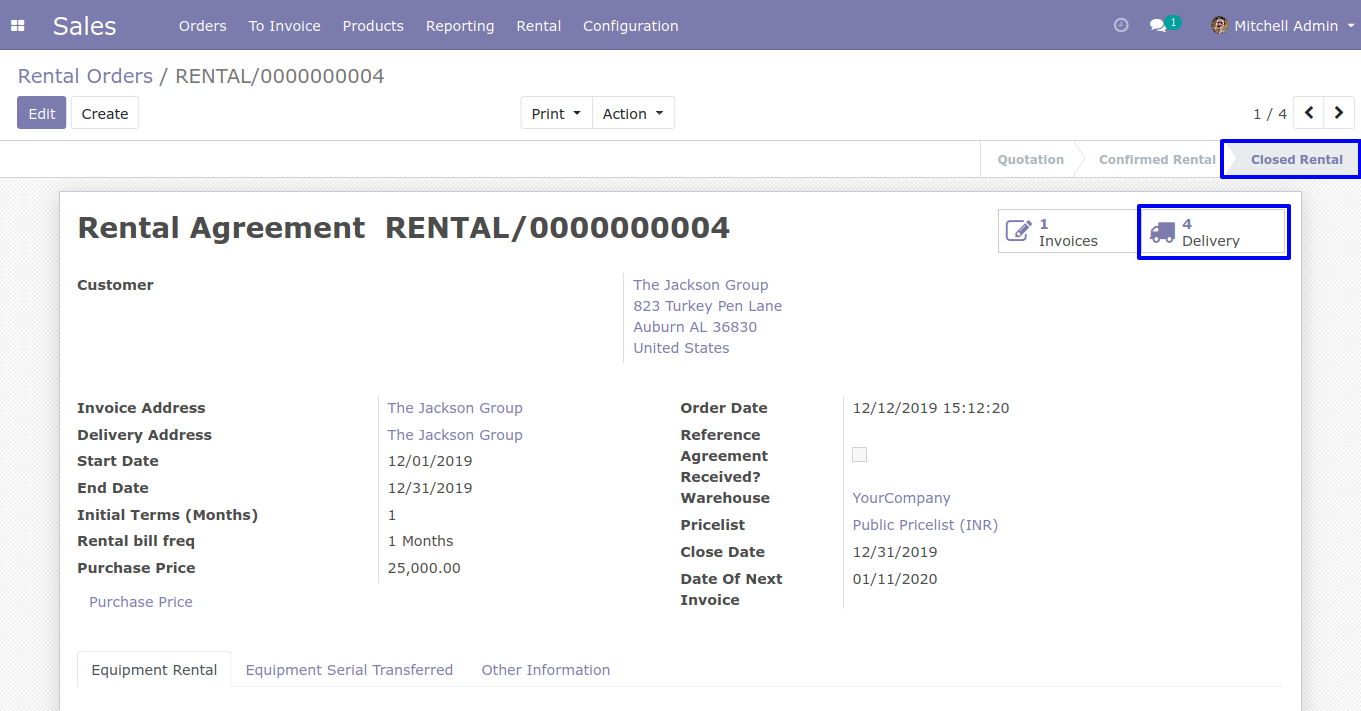 Sales Orders To Invoice Products Reporting Rental Configuration 1 Mitchell Admin
Rental Orders / RENTAL/0000000004
Edit Create Print Action 1 / 4
Quotation Confirmed Rental Closed Rental
Rental Agreement RENTAL/0000000004
1
Invoices
4
Delivery
Customer
The Jackson Group
823 Turkey Pen Lane
Auburn AL 36830
United States
Invoice Address The Jackson Group
Delivery Address The Jackson Group
Start Date 12/01/2019
End Date 12/31/2019
Initial Terms (Months) 1
Rental bill freq 1 Months
Purchase Price 25,000.00
Purchase Price
Order Date 12/12/2019 15:12:20
Reference
Agreement
Received?
Warehouse YourCompany
Pricelist Public Pricelist (INR)
Close Date 12/31/2019
Date Of Next 01/11/2020
Invoice
Equipment Rental Equipment Serial Transferred Other Information